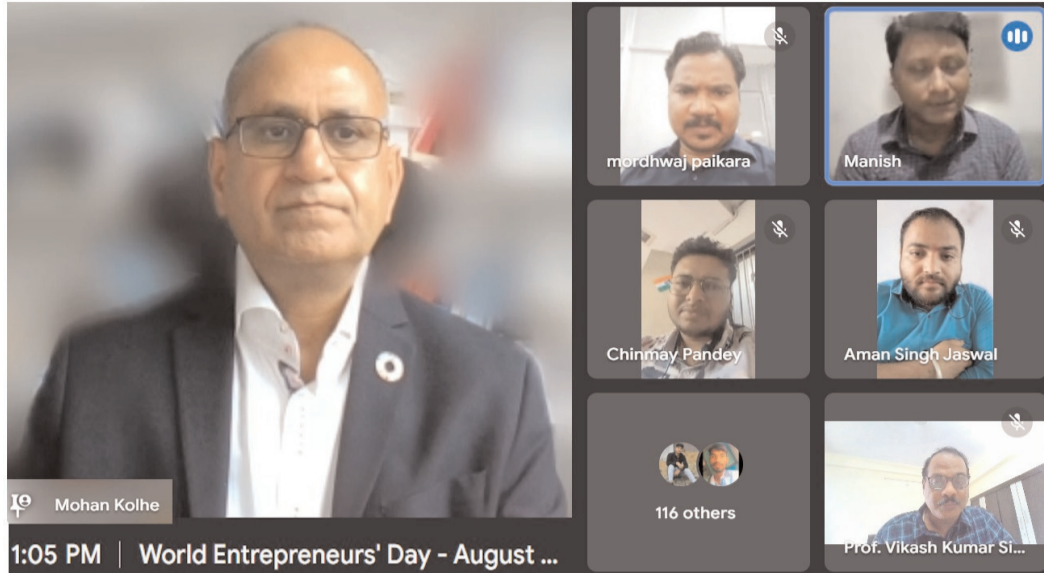 mordhwaj paikara
Manish
Chinmay Pandey
Aman Singh Jaswal
Mohan Kolhe
116 others
Prof. Vikash Kumar Si...
1:05 PM | World Entrepreneurs' Day - August ...